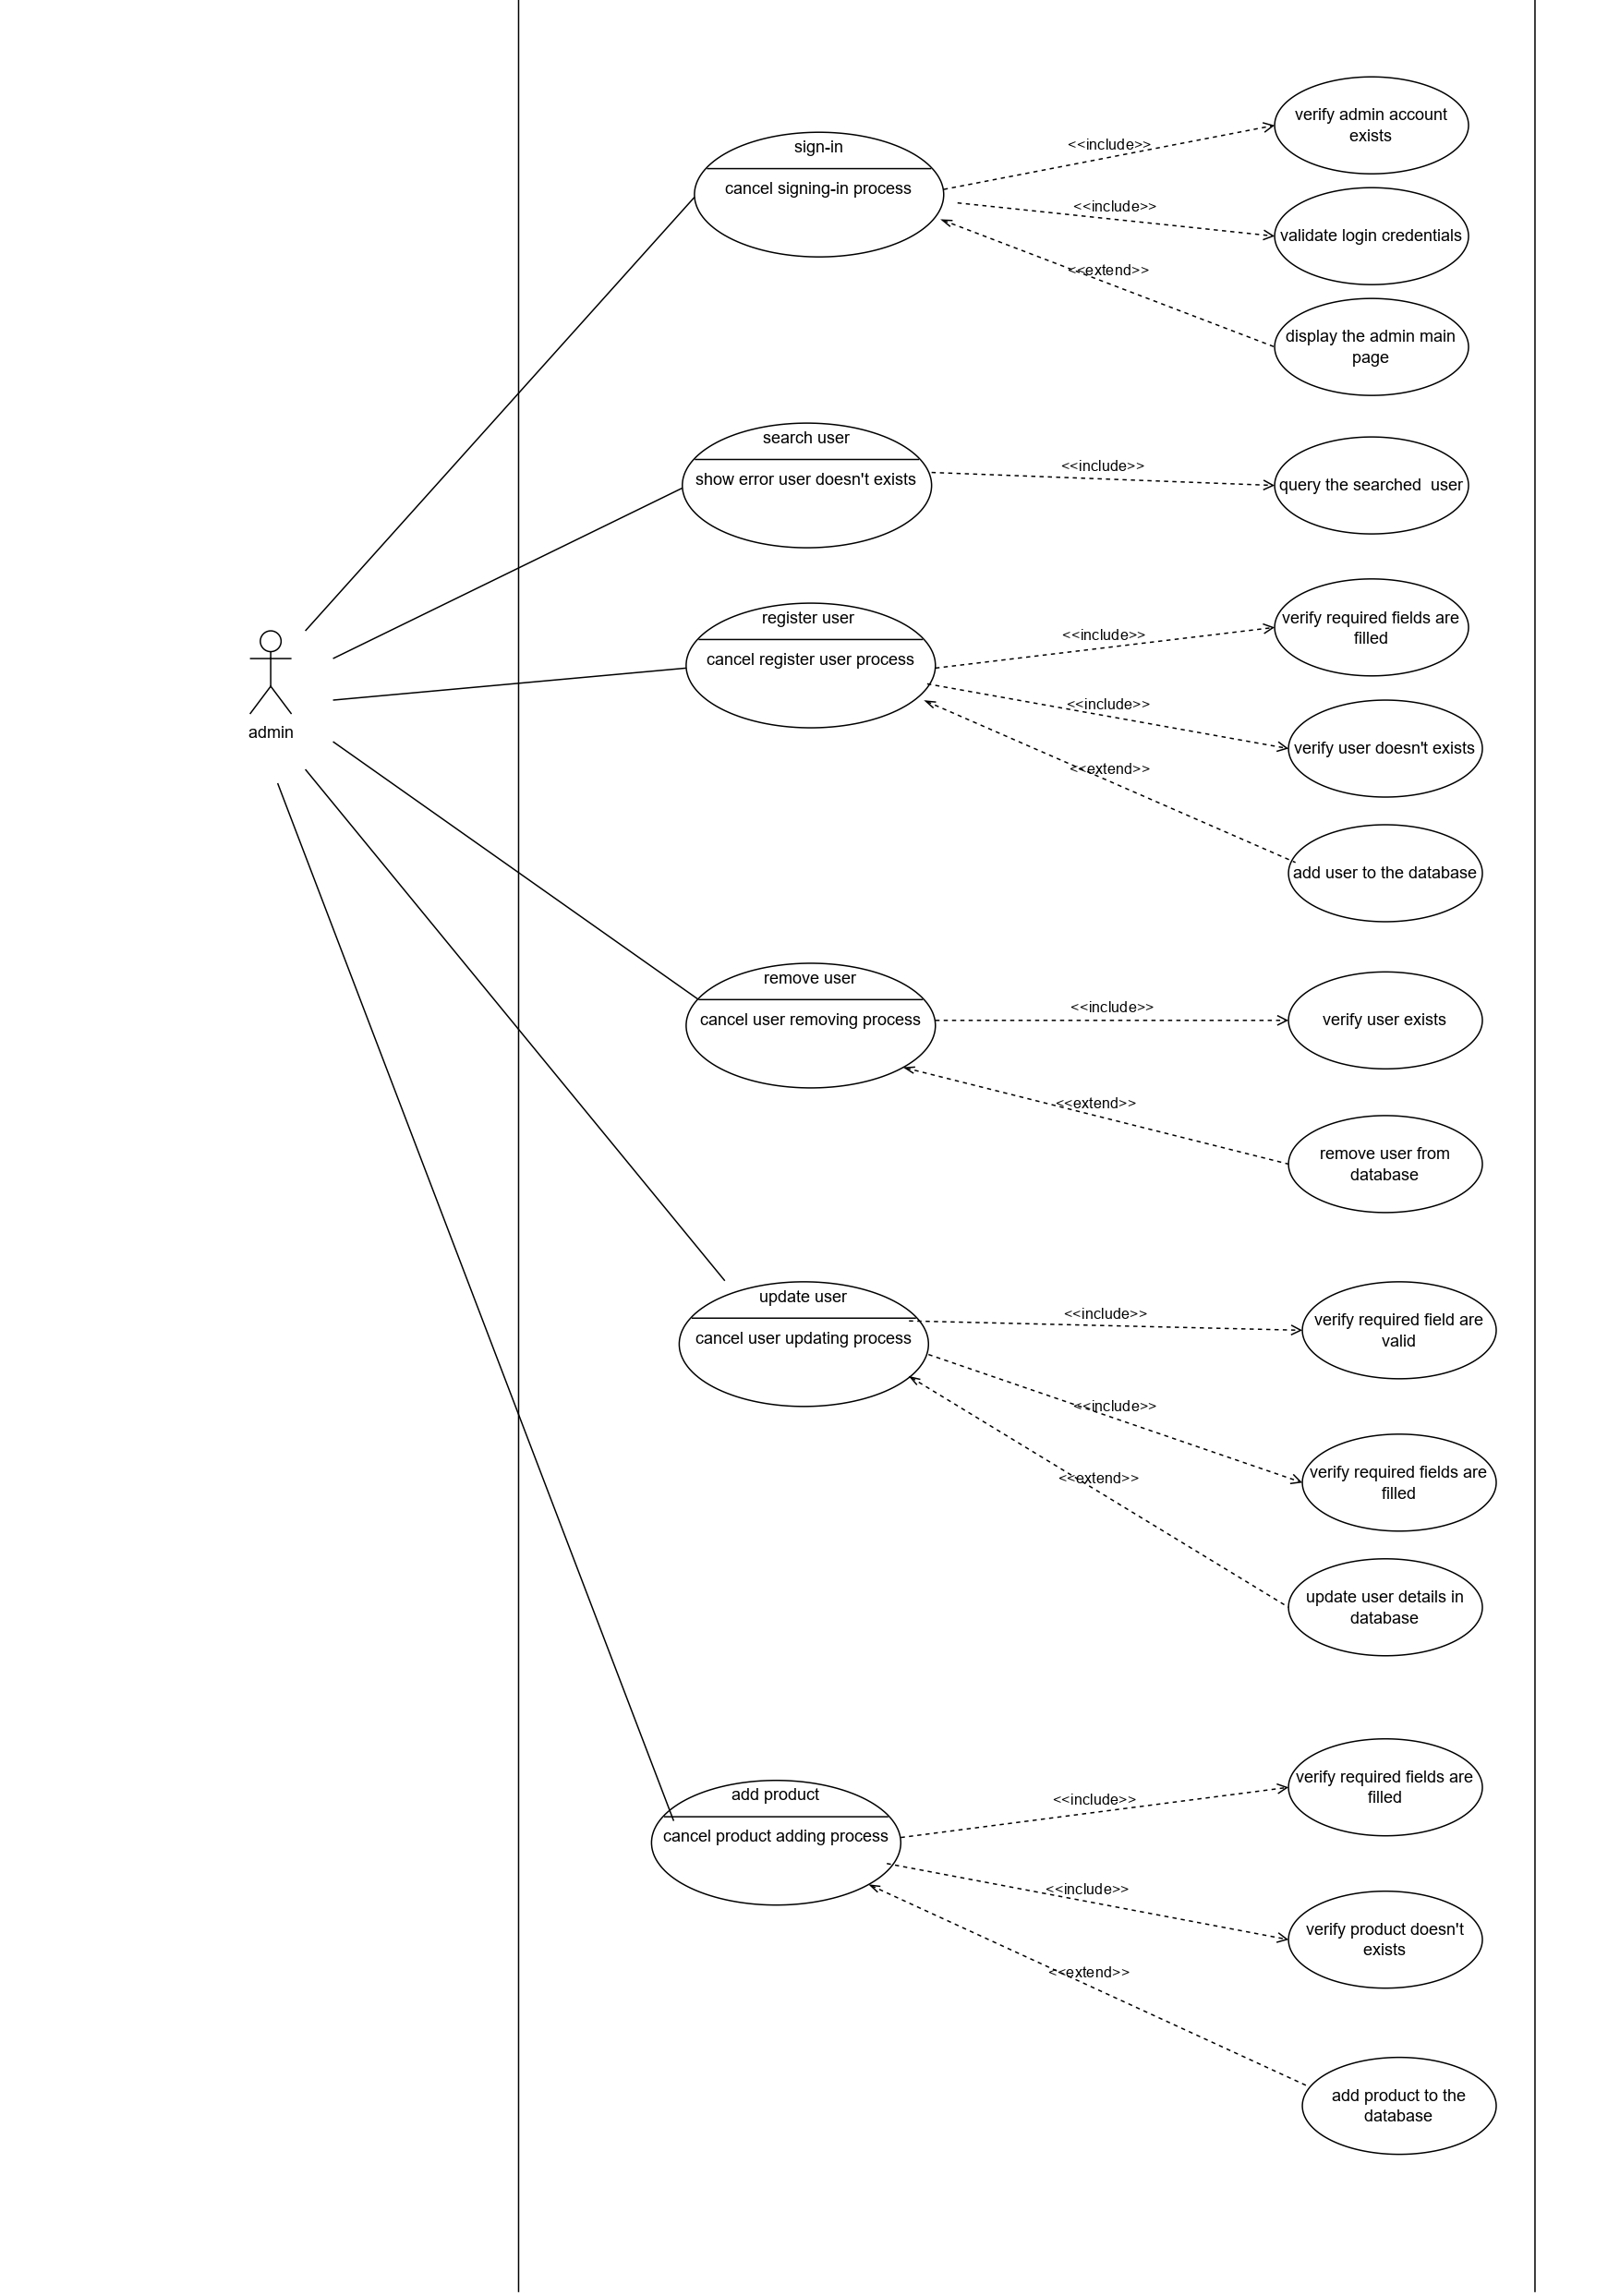 verify admin account
exists
<<include>>
sign-in
cancel signing-in process
<<include>>
validate login credentials
<<extend>>
display the admin main
page
search user
show error user doesn't exists
<<include>>
query the searched  user
register user
cancel register user process
<<include>>
verify required fields are
filled
<<include>>
verify user doesn't exists
<<extend>>
add user to the database
admin
remove user
cancel user removing process
<<include>>
verify user exists
<<extend>>
remove user from
database
update user
cancel user updating process
<<include>>
verify required field are
valid
<<include>>
verify required fields are
filled
<<extend>>
update user details in
database
add product
cancel product adding process
<<include>>
verify required fields are
filled
<<include>>
verify product doesn't
exists
<<extend>>
add product to the
database